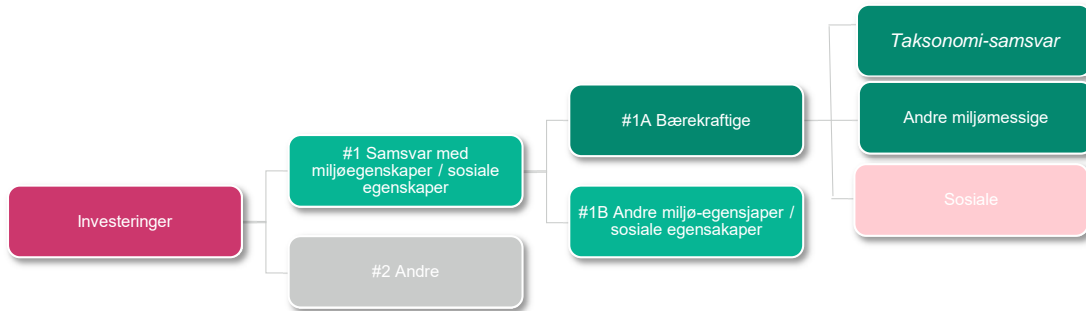 Investeringer
#1 Samsvar med
miljøegenskaper / sosiale
egenskaper
#2 Andre
#1A Bærekraftige
#1B Andre miljø-egensjaper /
sosiale egensakaper
Taksonomi-samsvar
Andre miljømessige
Sosiale